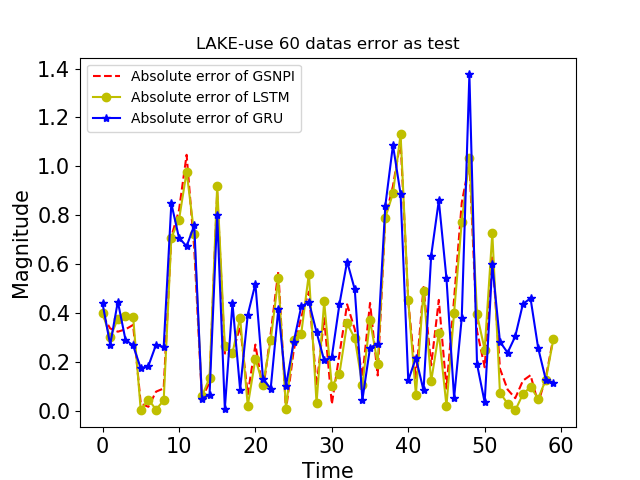 LAKE-use 60 datas error as test
Absolute error of GSNPI
Absolute error of LSTM
Absolute error of GRU
Magnitude
1.4
1.2
1.0
0.8
0.6
0.4
0.2
0.0
0 10 20 30 40 50 60
Time